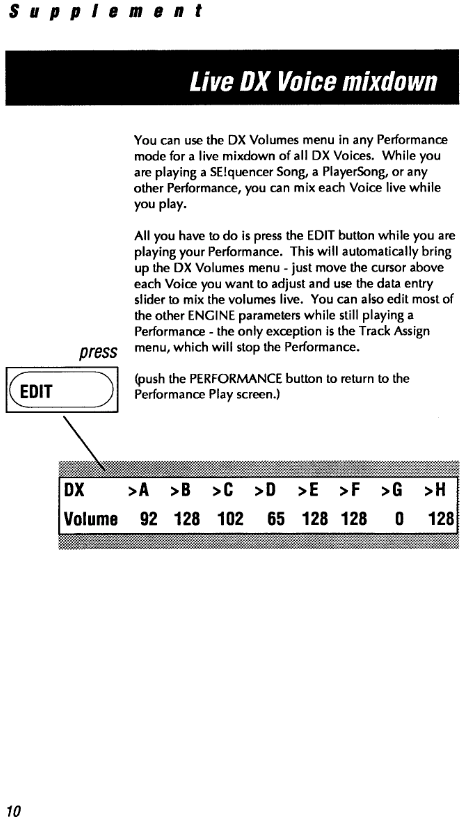 Supplement
Live DX Voice mixdown
You can use the DX Volumes menu in any Performance
mode for a live mixdown of all DX Voices. While you
are playing a SE!quencer Song, a PlayerSong, or any
other Performance, you can mix each Voice live while
you play.
All you have to do is press the EDIT button while you are
playing your Performance. This will automatically bring
up the DX Volumes menu - just move the cursor above
each Voice you want to adjust and use the data entry
slider to mix the volumes live. You can also edit most of
the other ENGINE parameters while still playing a
Performance - the only exception is the Track Assign
menu, which will stop the Performance.
press
EDIT
(push the PERFORMANCE button to return to the
Performance Play screen.)
DX >A >B >C >D >E >F >G >H
Volume 92 128 102 65 128 128 0 128
10